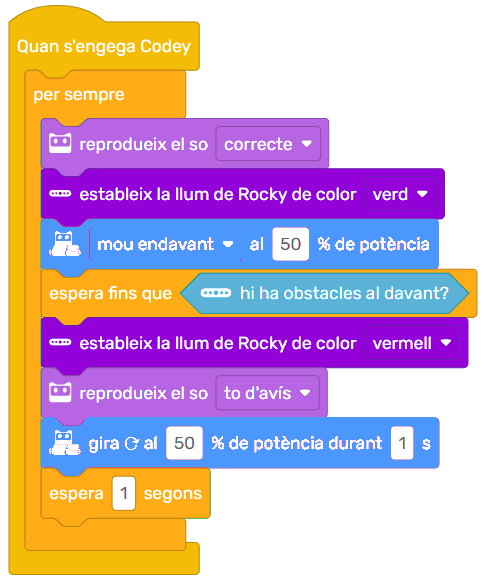 Quan s'engega Codey
per sempre
reprodueix el so correcte
estableix la llum de Rocky de color verd
mou endavant al 50 % de potència
espera fins que hi ha obstacles al davant?
estableix la llum de Rocky de color vermell
reprodueix el so to d'avís
gira al 50 % de potència durant 1 s
espera 1 segons